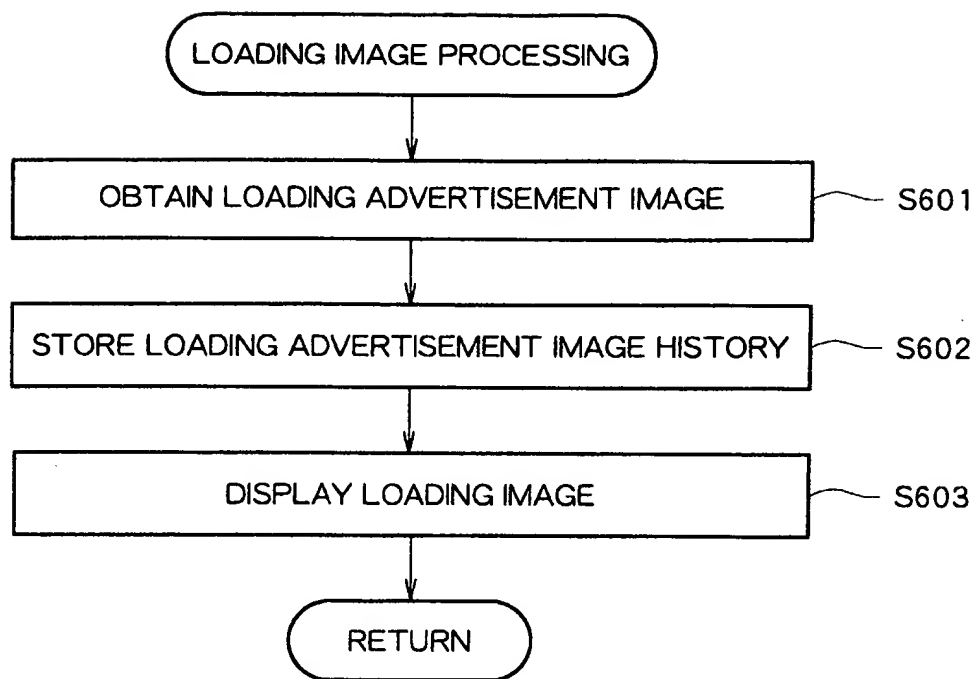 LOADING IMAGE PROCESSING
OBTAIN LOADING ADVERTISEMENT IMAGE
S601
STORE LOADING ADVERTISEMENT IMAGE HISTORY
S602
DISPLAY LOADING IMAGE
S603
RETURN